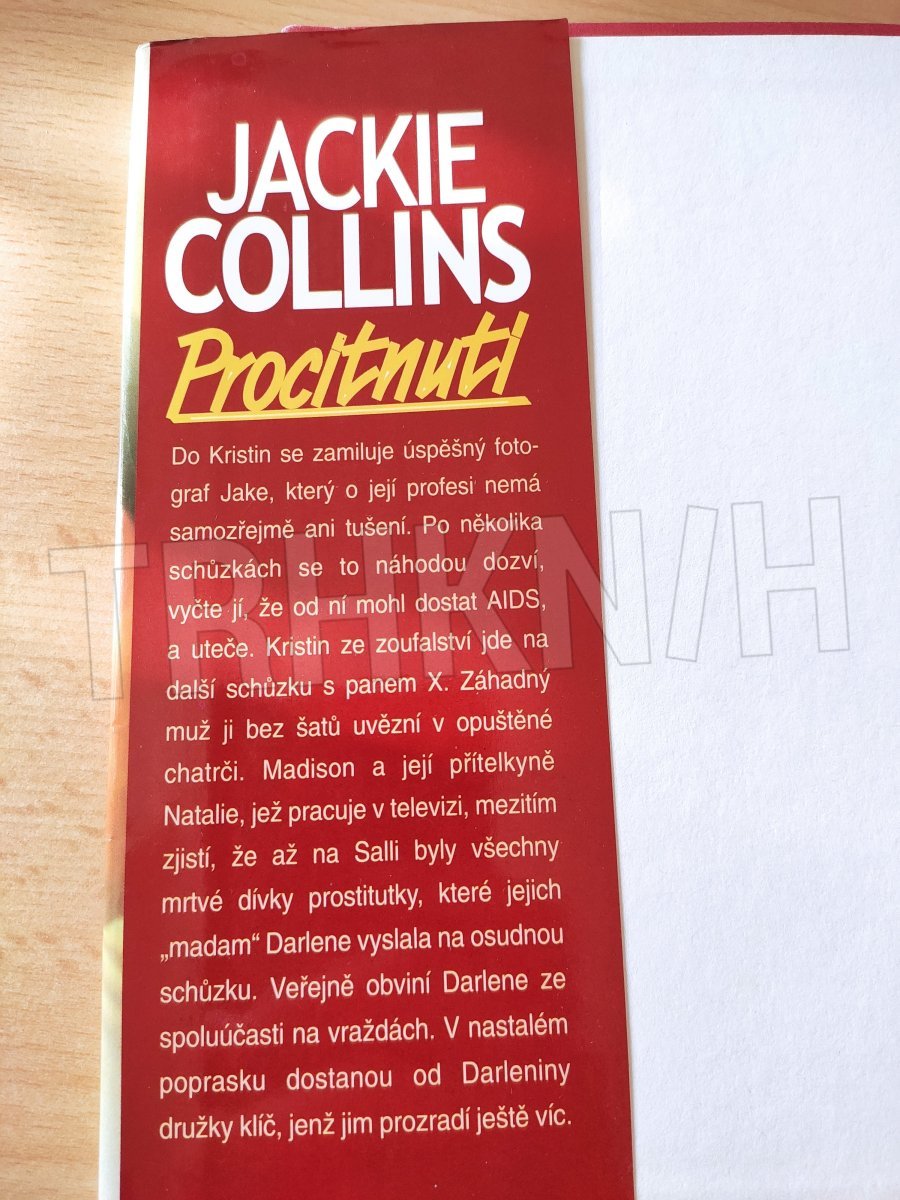 JACKIE
COLLINS
Procitnutí
Do Kristin se zamiluje úspěšný foto-
graf Jake, který o její profesi nemá
samozřejmě ani tušení. Po několika
schůzkách se to náhodou dozví,
vyčte jí, že od ní mohl dostat AIDS,
a uteče. Kristin ze zoufalství jde na
další schůzku s panem X. Záhadný
muž ji bez šatů uvězní v opuštěné
chatrči. Madison a její přítelkyně
Natalie, jež pracuje v televizi, mezitím
zjistí, že až na Salli byly všechny
mrtvé dívky prostitutky, které jejich
„madam“ Darlene vyslala na osudnou
schůzku. Veřejně obviní Darlene ze
spoluúčasti na vraždách. V nastalém
poprasku dostanou od Darleniny
družky klíč, jenž jim prozradí ještě víc.
TRHKN/H